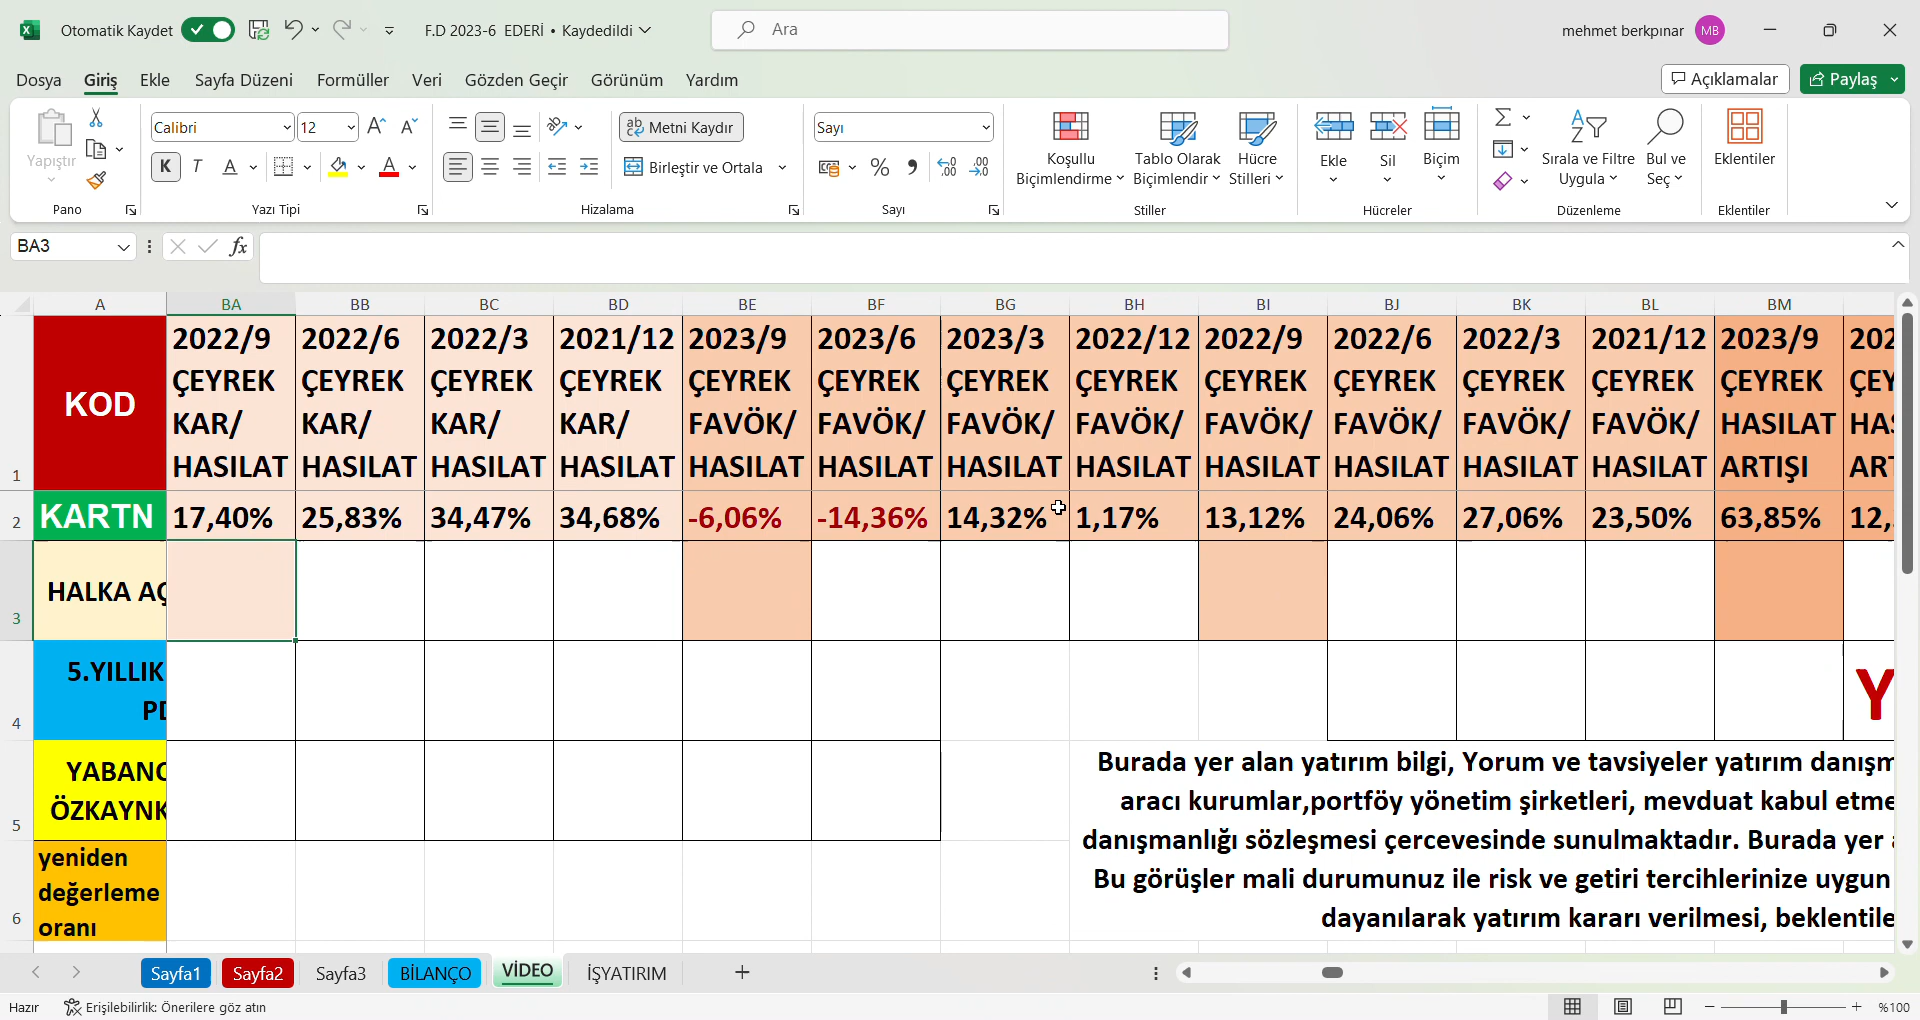 Otomatik Kaydet
F.D 2023-6 EDERİ • Kaydedildi
Ara
mehmet berkpınar MB
Dosya Giriş Ekle Sayfa Düzeni Formüller Veri Gözden Geçir Görünüm Yardım
Açıklamalar Paylaş
Yapıştır
Pano
Calibri 12
K T A A
Yazı Tipi
Metni Kaydır
Birleştir ve Ortala
Hizalama
Sayı
Sayı
Koşullu Biçimlendirme
Tablo Olarak Biçimlendir
Hücre Stilleri
Stiller
Ekle Sil Biçim
Hücreler
Sırala ve Filtre Uygula
Bul ve Seç
Düzenleme
Eklentiler
Eklentiler
BA3 fx
A BA BB BC BD BE BF BG BH BI BJ BK BL BM
1 KOD
2022/9 ÇEYREK KAR/ HASILAT
2022/6 ÇEYREK KAR/ HASILAT
2022/3 ÇEYREK KAR/ HASILAT
2021/12 ÇEYREK KAR/ HASILAT
2023/9 ÇEYREK FAVÖK/ HASILAT
2023/6 ÇEYREK FAVÖK/ HASILAT
2023/3 ÇEYREK FAVÖK/ HASILAT
2022/12 ÇEYREK FAVÖK/ HASILAT
2022/9 ÇEYREK FAVÖK/ HASILAT
2022/6 ÇEYREK FAVÖK/ HASILAT
2022/3 ÇEYREK FAVÖK/ HASILAT
2021/12 ÇEYREK FAVÖK/ HASILAT
2023/9 ÇEYREK HASILAT ARTIŞI
2 KARTN 17,40% 25,83% 34,47% 34,68% -6,06% -14,36% 14,32% 1,17% 13,12% 24,06% 27,06% 23,50% 63,85%
3 HALKA
4 5.YILLIK
Y
5
6 yeniden
değerleme
oranı
Burada yer alan yatırım bilgi, Yorum ve tavsiyeler yatırım
aracı kurumlar,portföy yönetim şirketleri, mevduat kabul
danışmanlığı sözleşmesi çercevesinde sunulmaktadır. Burada yer
Bu görüşler mali durumunuz ile risk ve getiri tercihlerinize uygun
dayanılarak yatırım kararı verilmesi,
Sayfa1 Sayfa2 Sayfa3 BİLANÇO VİDEO İŞYATIRIM
Hazır Erişilebilirlik: Önerilere göz atın
%100